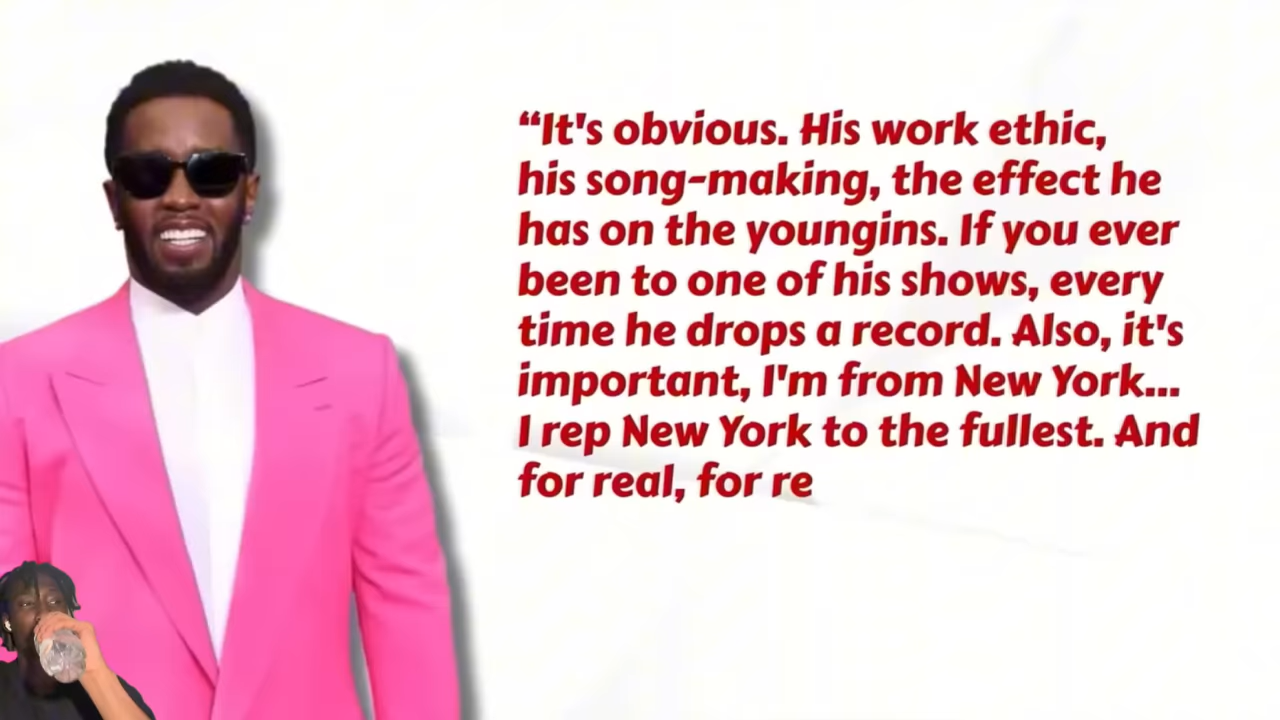 “It's obvious. His work ethic,
his song-making, the effect he
has on the youngins. If you ever
been to one of his shows, every
time he drops a record. Also, it's
important, I'm from New York...
I rep New York to the fullest. And
for real, for re